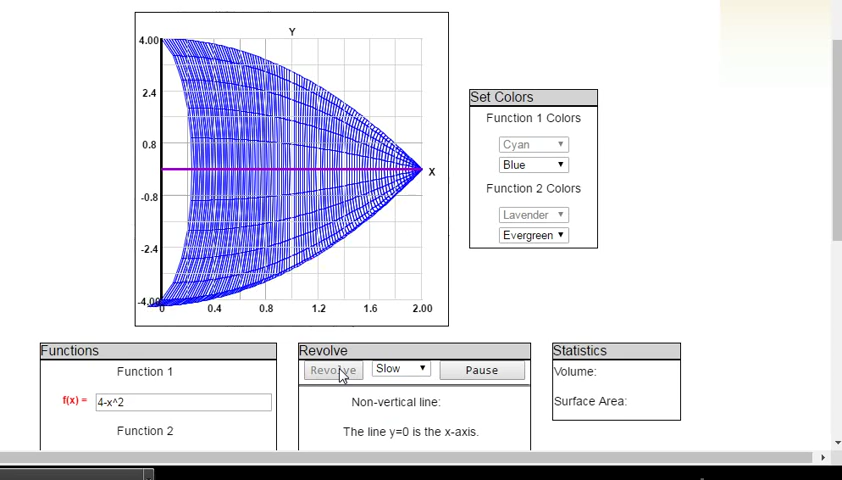 Y
4.00
2.4
0.8
-0.8
-2.4
-4.00
X
0
0.4
0.8
1.2
1.6
2.00
Set Colors
Function 1 Colors
Cyan
Blue
Function 2 Colors
Lavender
Evergreen
Functions
Function 1
f(x) = 4-x^2
Function 2
Revolve
Revolve Slow Pause
Non-vertical line:
The line y=0 is the x-axis.
Statistics
Volume:
Surface Area: